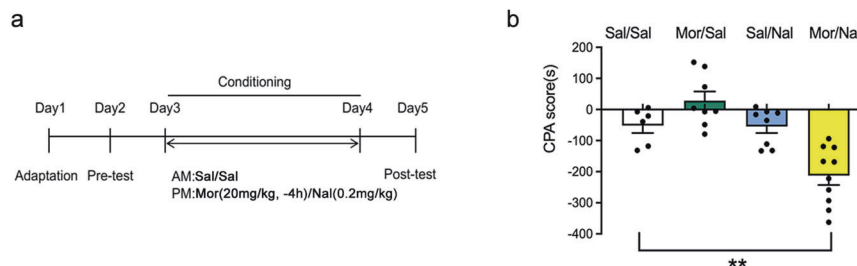 a
Conditioning
Day1 Day2 Day3 Day4 Day5
Adaptation Pre-test Post-test
AM:Sal/Sal
PM:Mor(20mg/kg, -4h)/Nal(0.2mg/kg)
b
Sal/Sal Mor/Sal Sal/Nal Mor/Nal
CPA score(s)
200
100
0
-100
-200
-300
-400
**